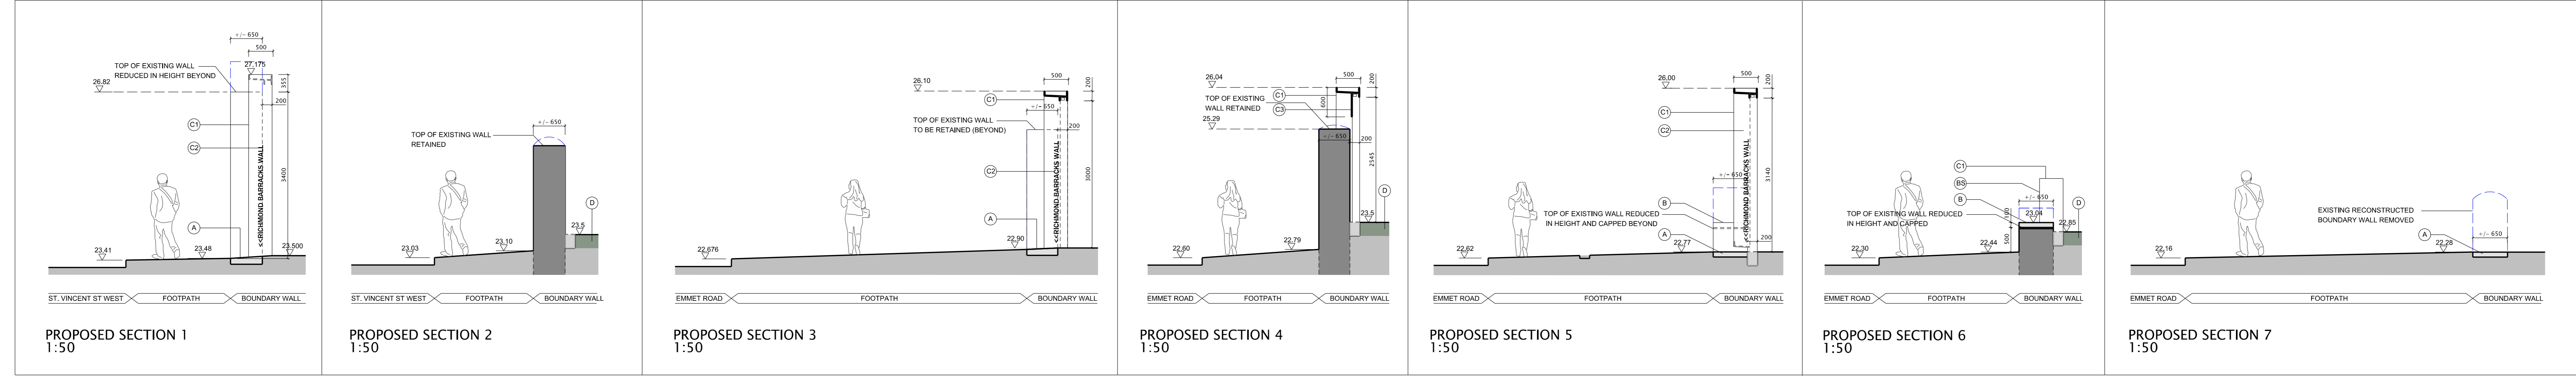 +/- 650
500
TOP OF EXISTING WALL
REDUCED IN HEIGHT BEYOND
27.175
26.82
355
200
C1
C2
<<RICHMOND BARRACKS WALL
3400
A
23.41
23.48
23.500
ST. VINCENT ST WEST
FOOTPATH
BOUNDARY WALL
PROPOSED SECTION 1
1:50
+/- 650
TOP OF EXISTING WALL
RETAINED
D
23.5
23.03
23.10
ST. VINCENT ST WEST
FOOTPATH
BOUNDARY WALL
PROPOSED SECTION 2
1:50
500
200
26.10
C1
+/- 650
TOP OF EXISTING WALL
TO BE RETAINED (BEYOND)
200
C2
<<RICHMOND BARRACKS WALL
3000
A
22.676
22.90
EMMET ROAD
FOOTPATH
BOUNDARY WALL
PROPOSED SECTION 3
1:50
26.04
500
200
TOP OF EXISTING
WALL RETAINED
C1
C3
600
25.29
+/- 650
200
2545
D
23.5
22.60
22.79
EMMET ROAD
FOOTPATH
BOUNDARY WALL
PROPOSED SECTION 4
1:50
26.00
500
200
C1
C2
<<RICHMOND BARRACKS WALL
3140
+/- 650
B
TOP OF EXISTING WALL REDUCED
IN HEIGHT AND CAPPED BEYOND
A
200
22.62
22.77
EMMET ROAD
FOOTPATH
BOUNDARY WALL
PROPOSED SECTION 5
1:50
C1
BS
B
+/- 650
D
TOP OF EXISTING WALL REDUCED
IN HEIGHT AND CAPPED
100
23.04
22.85
500
22.30
22.44
EMMET ROAD
FOOTPATH
BOUNDARY WALL
PROPOSED SECTION 6
1:50
EXISTING RECONSTRUCTED
BOUNDARY WALL REMOVED
+/- 650
A
22.16
22.28
EMMET ROAD
FOOTPATH
BOUNDARY WALL
PROPOSED SECTION 7
1:50